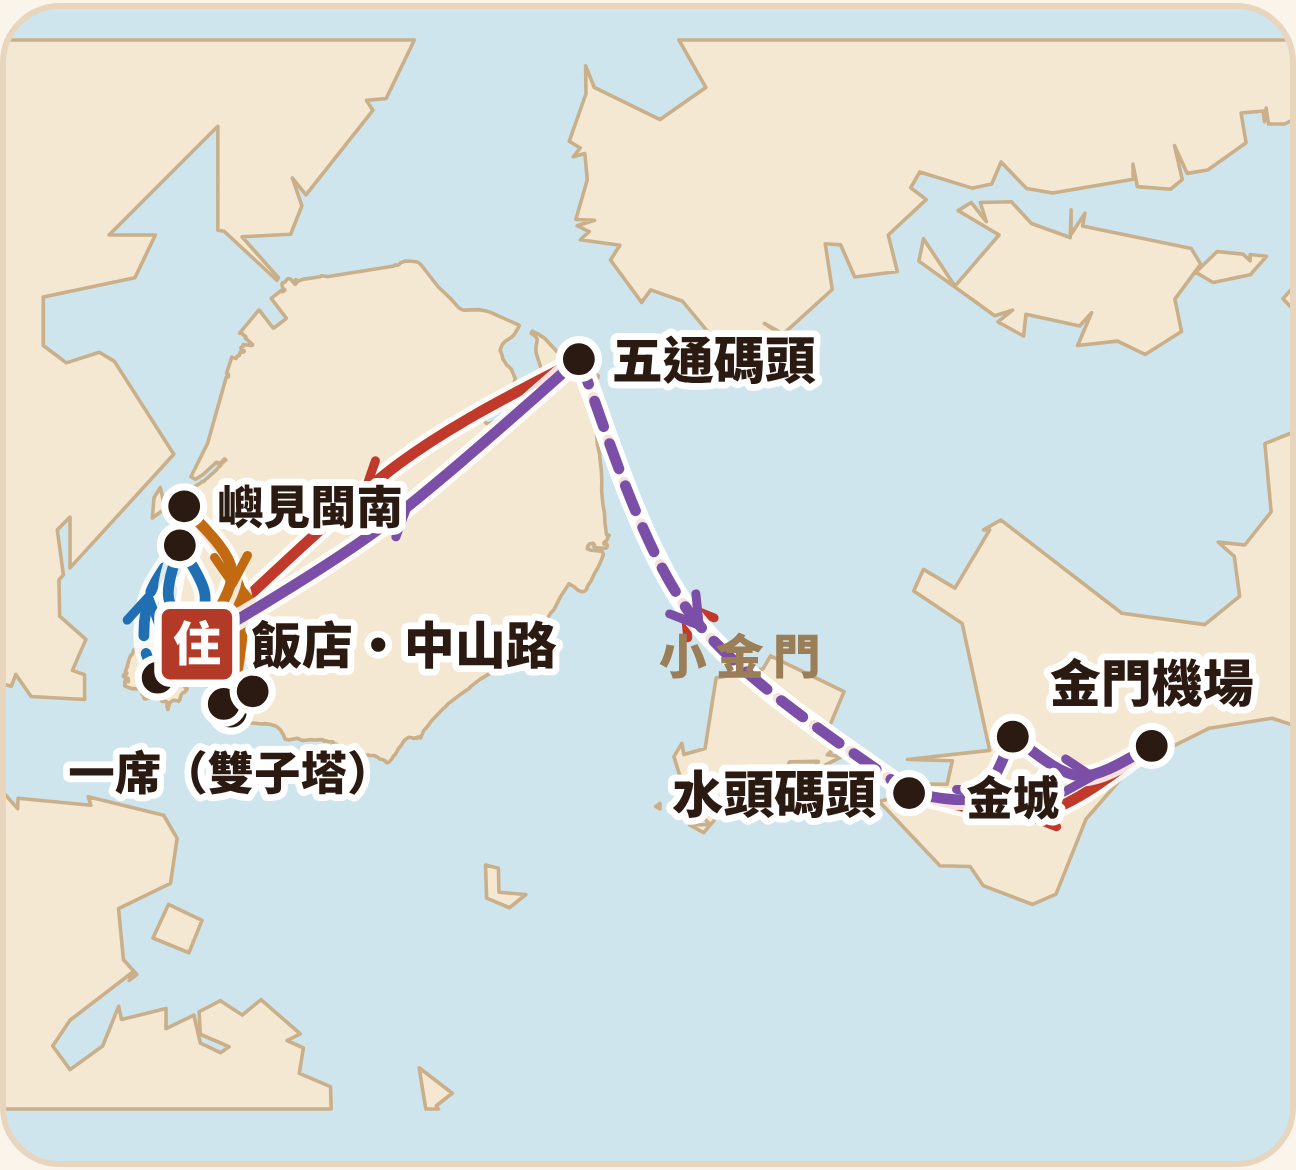 五通碼頭
嶼見閩南
住
飯店・中山路
小金門
金門機場
一席（雙子塔）
水頭碼頭
金城